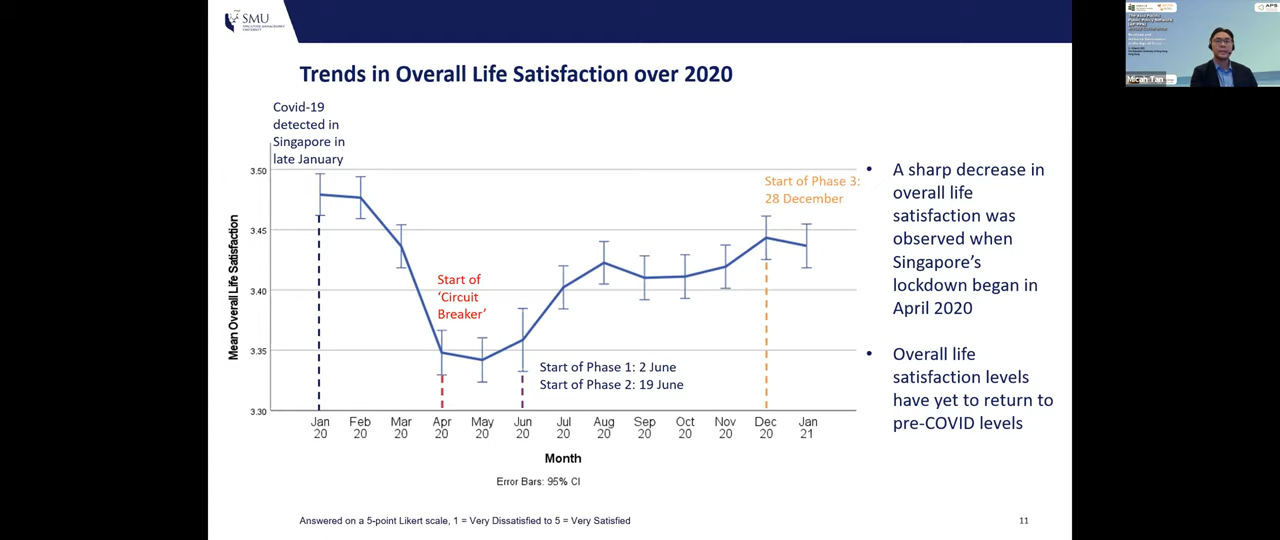 SMU
SINGAPORE MANAGEMENT
UNIVERSITY
Trends in Overall Life Satisfaction over 2020
Covid-19
detected in
Singapore in
late January
Mean Overall Life Satisfaction
3.50
3.45
3.40
3.35
3.30
Start of
‘Circuit
Breaker’
Start of Phase 1: 2 June
Start of Phase 2: 19 June
Start of Phase 3:
28 December
Jan 20
Feb 20
Mar 20
Apr 20
May 20
Jun 20
Jul 20
Aug 20
Sep 20
Oct 20
Nov 20
Dec 20
Jan 21
Month
Error Bars: 95% CI
• A sharp decrease in
overall life
satisfaction was
observed when
Singapore’s
lockdown began in
April 2020
• Overall life
satisfaction levels
have yet to return to
pre-COVID levels
Answered on a 5-point Likert scale, 1 = Very Dissatisfied to 5 = Very Satisfied
11
APS
Micah Tan